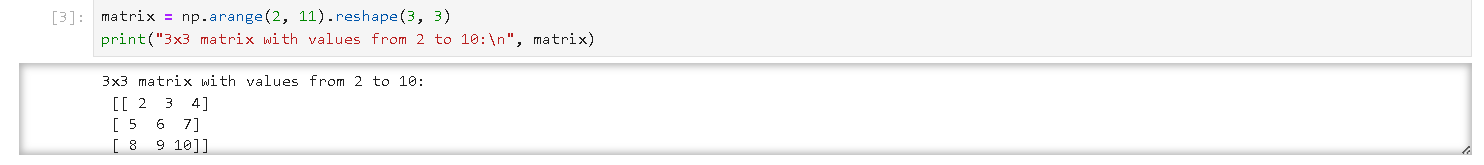 [3]: matrix = np.arange(2, 11).reshape(3, 3)
print("3x3 matrix with values from 2 to 10:\n", matrix)
3x3 matrix with values from 2 to 10:
 [[ 2  3  4]
 [ 5  6  7]
 [ 8  9 10]]